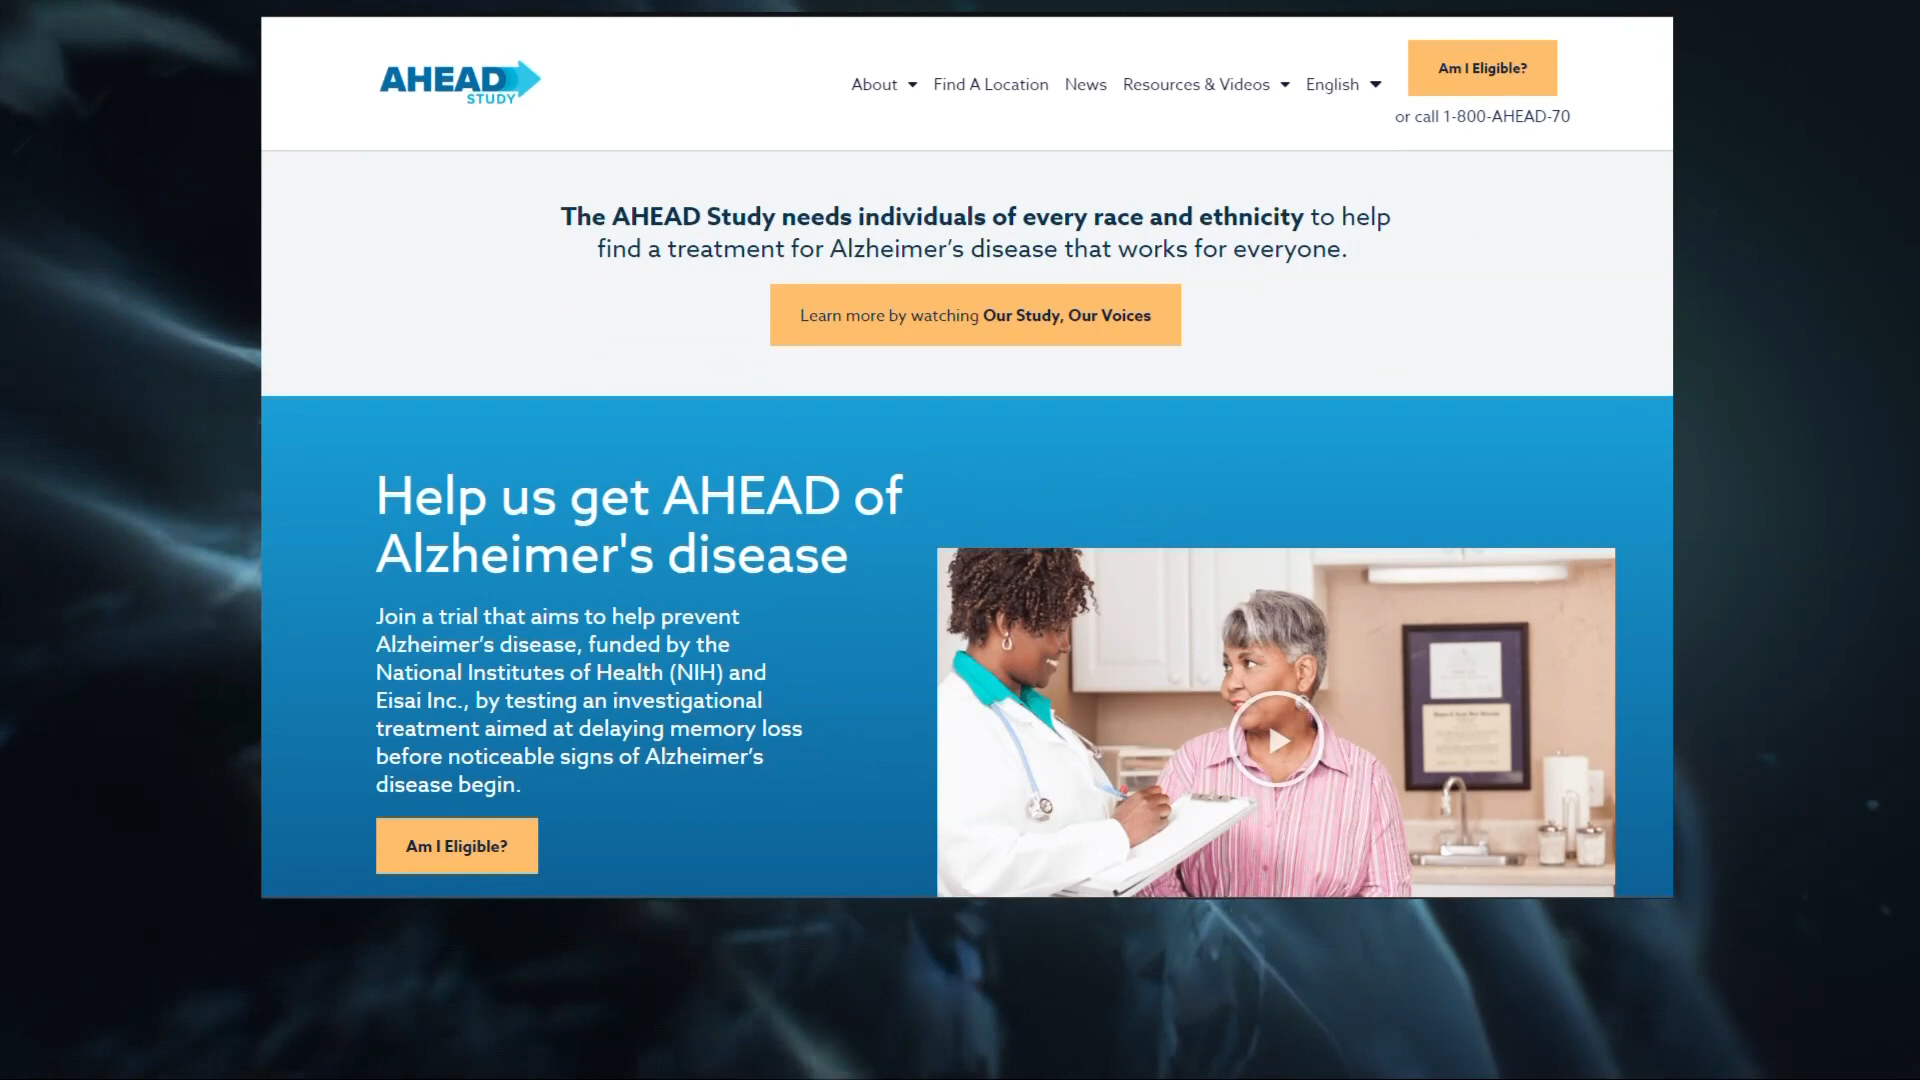 AHEAD
STUDY
About
Find A Location
News
Resources & Videos
English
Am I Eligible?
or call 1-800-AHEAD-70
The AHEAD Study needs individuals of every race and ethnicity to help
find a treatment for Alzheimer’s disease that works for everyone.
Learn more by watching Our Study, Our Voices
Help us get AHEAD of
Alzheimer's disease
Join a trial that aims to help prevent
Alzheimer’s disease, funded by the
National Institutes of Health (NIH) and
Eisai Inc., by testing an investigational
treatment aimed at delaying memory loss
before noticeable signs of Alzheimer’s
disease begin.
Am I Eligible?